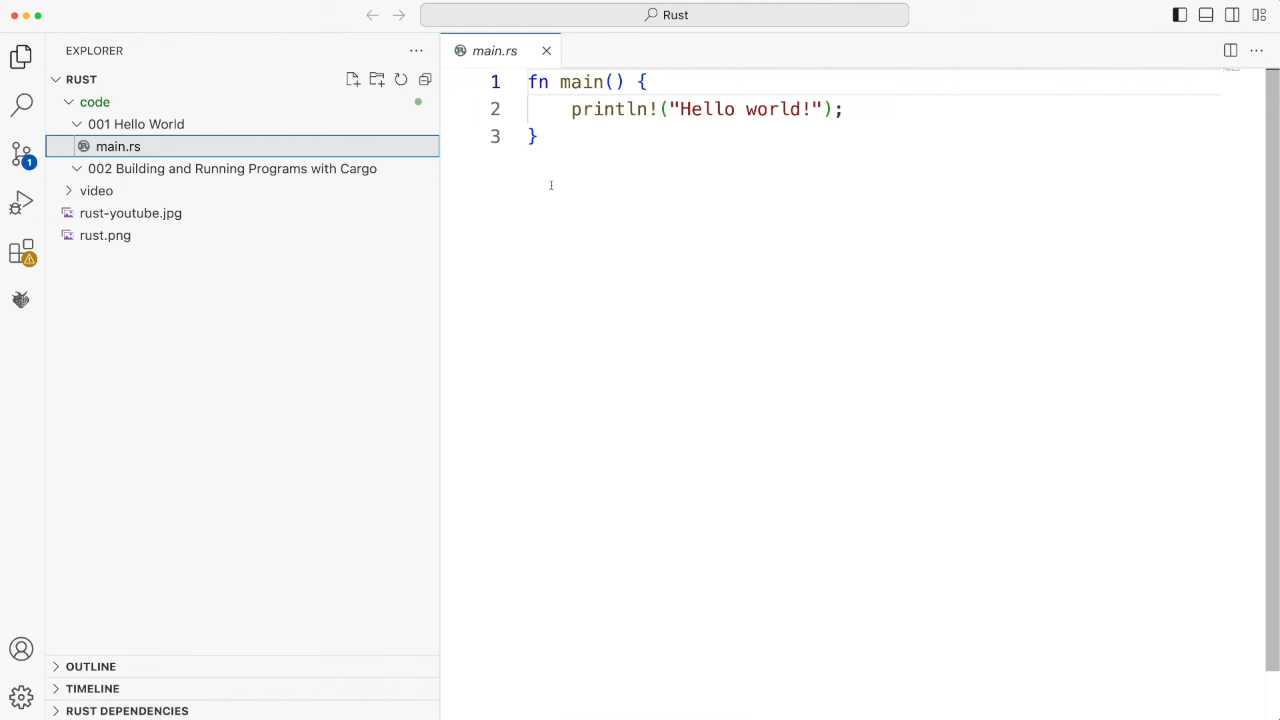 Rust
EXPLORER
RUST
code
001 Hello World
main.rs
002 Building and Running Programs with Cargo
video
rust-youtube.jpg
rust.png
OUTLINE
TIMELINE
RUST DEPENDENCIES
1
main.rs
1 fn main() {
2 println!("Hello world!");
3 }